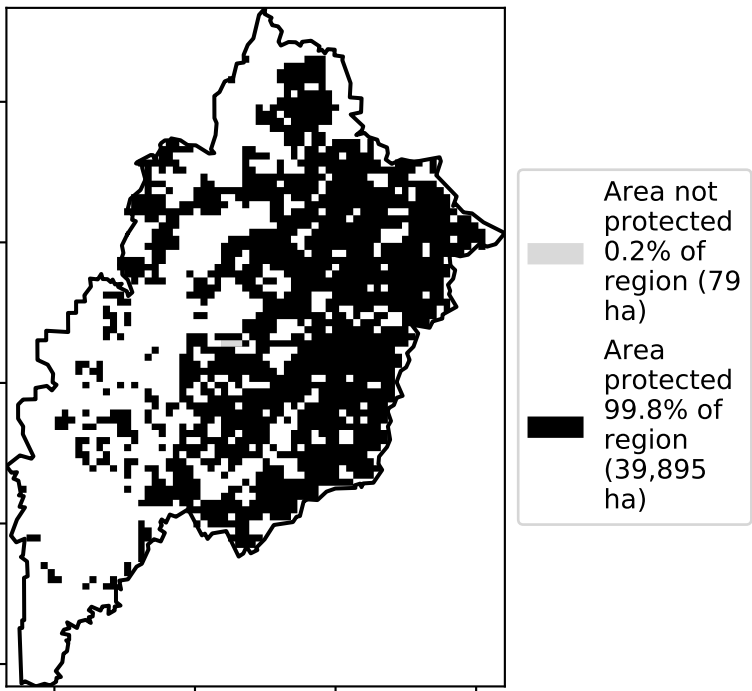 Area not
protected
0.2% of
region (79
ha)
Area
protected
99.8% of
region
(39,895
ha)